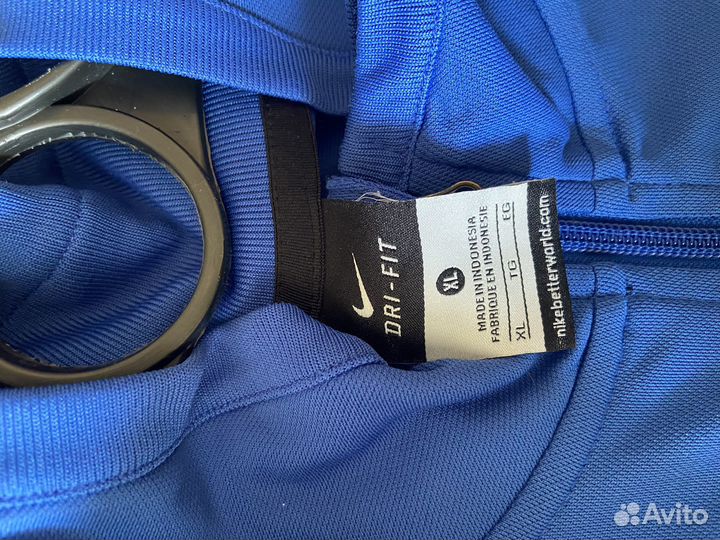 DRI-FIT
XL
MADE IN INDONESIA
FABRIQUE EN INDONESIE
XL TG EG
nikebetterworld.com
Avito